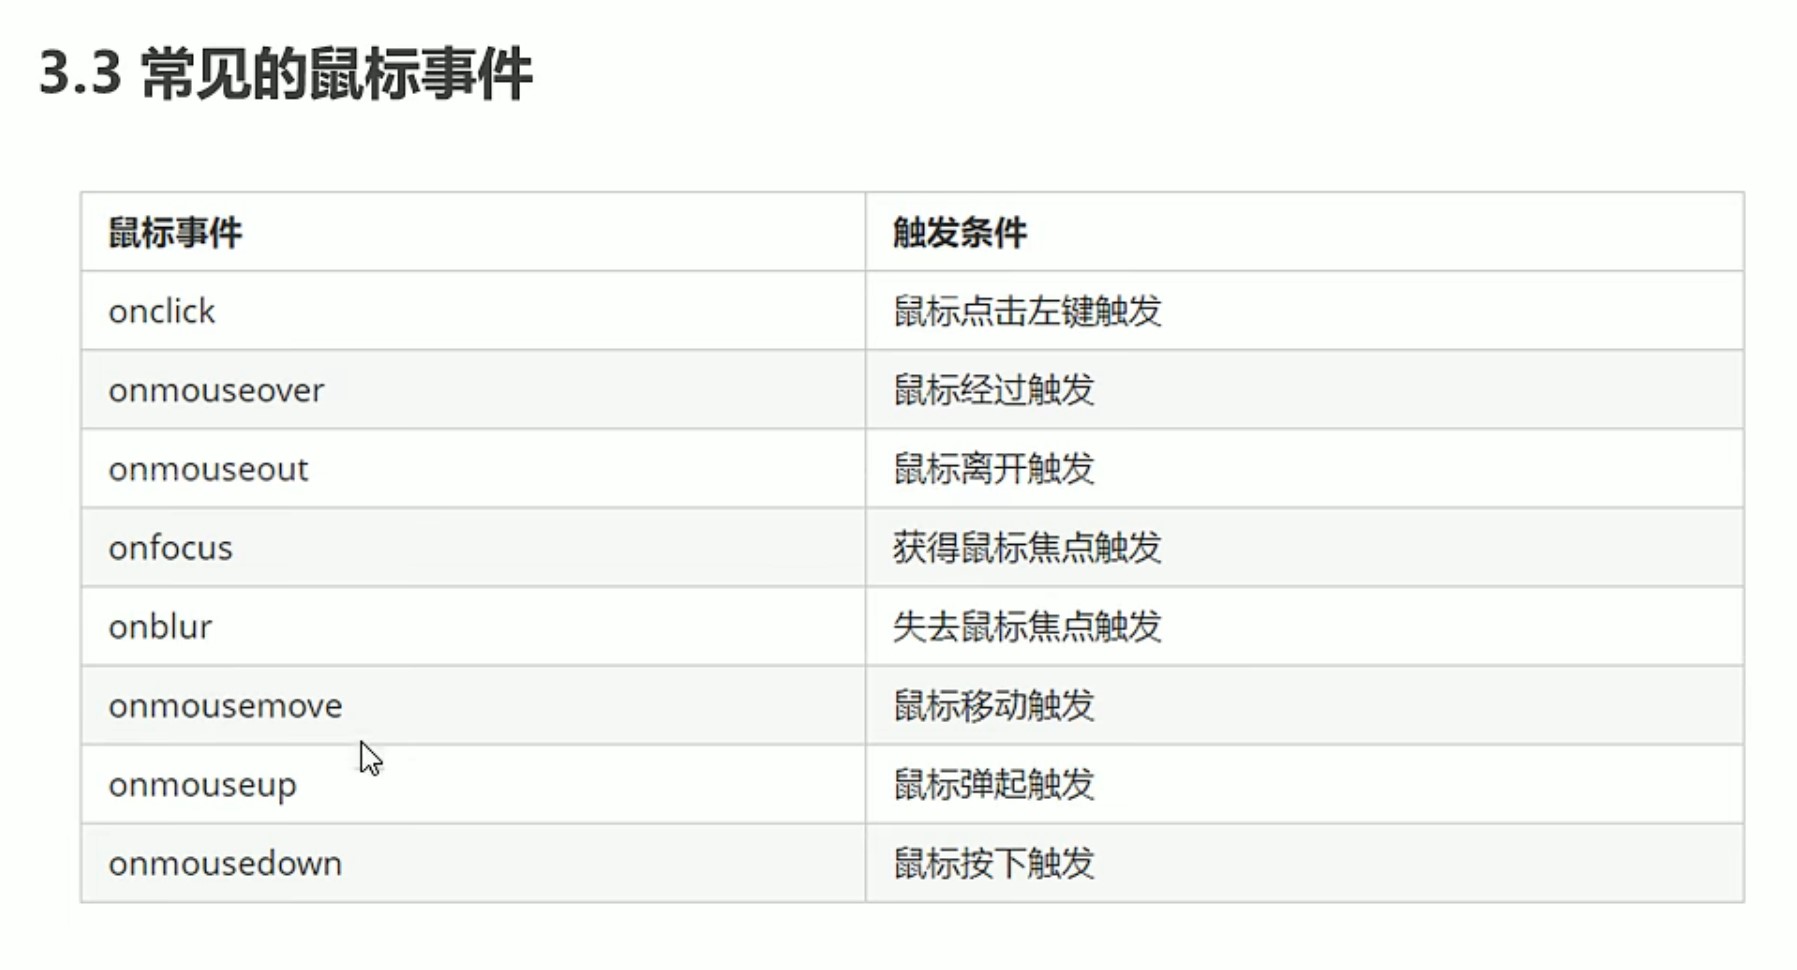 3.3 常见的鼠标事件
鼠标事件 触发条件
onclick 鼠标点击左键触发
onmouseover 鼠标经过触发
onmouseout 鼠标离开触发
onfocus 获得鼠标焦点触发
onblur 失去鼠标焦点触发
onmousemove 鼠标移动触发
onmouseup 鼠标弹起触发
onmousedown 鼠标按下触发